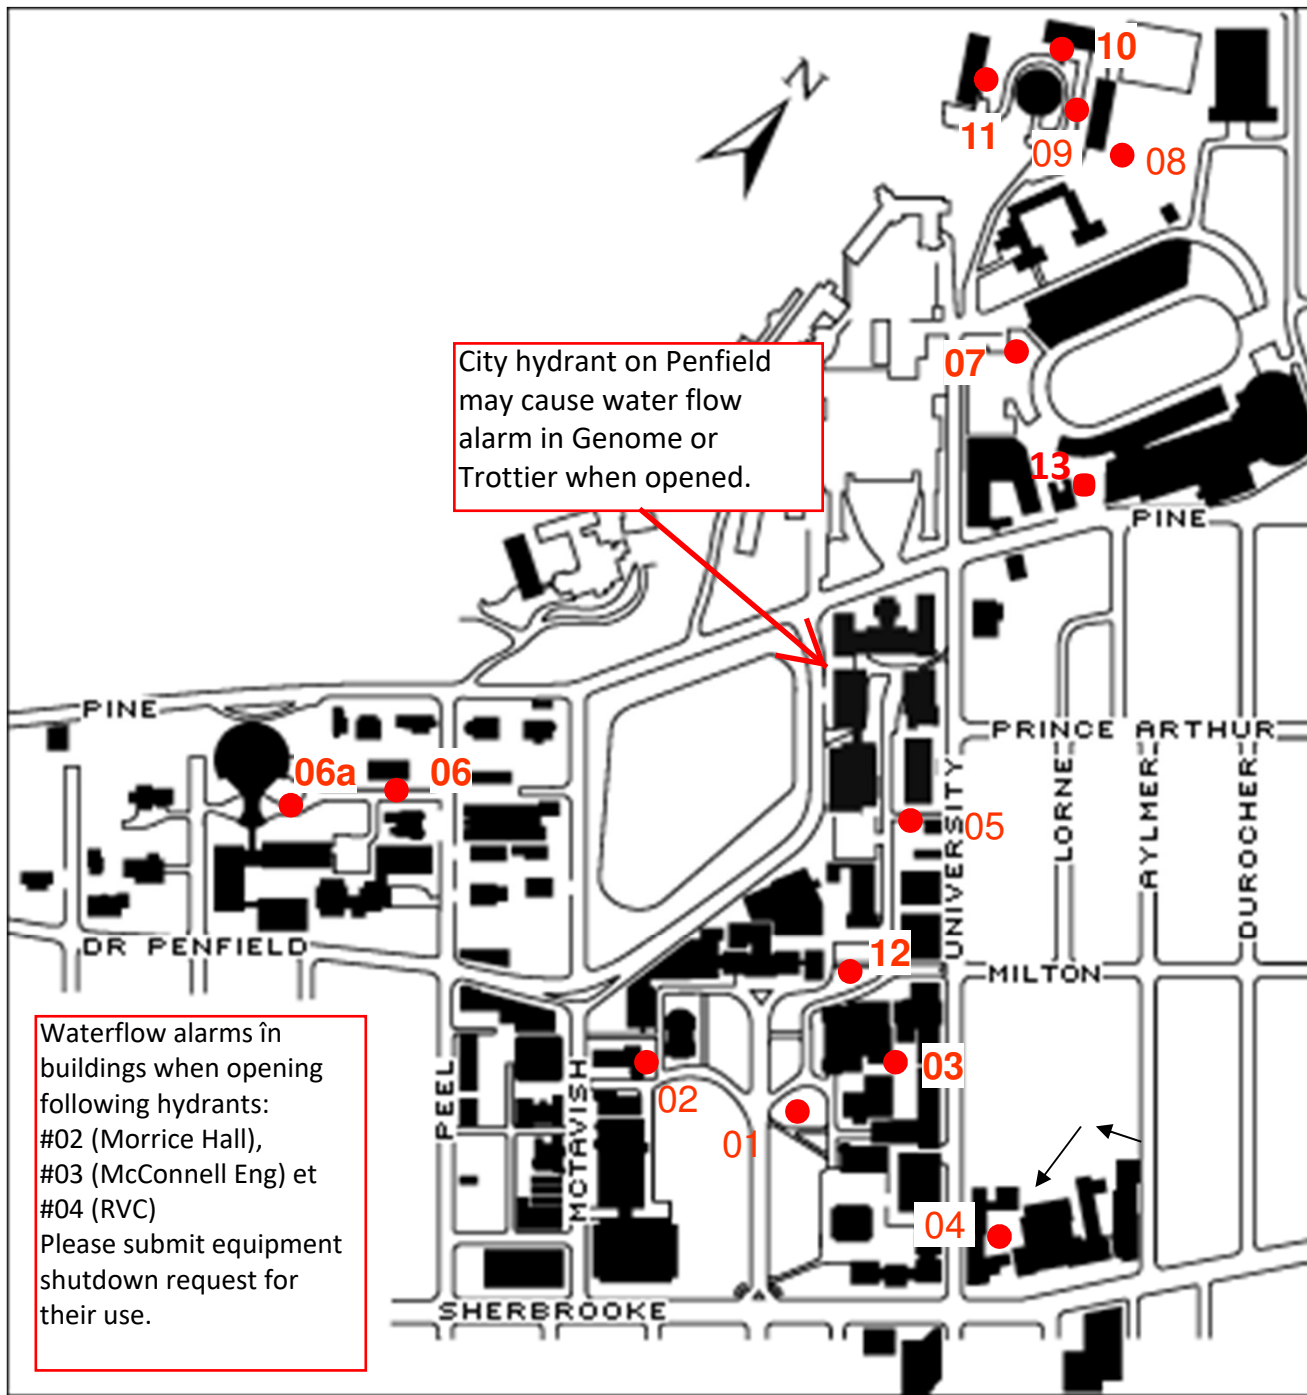 N
10
11
09
08
City hydrant on Penfield
may cause water flow
alarm in Genome or
Trottier when opened.
07
13
PINE
PINE
PRINCE ARTHUR
06a
06
05
UNIVERSITY
LORNE
AYLMER
DUROCHER
DR PENFIELD
12
MILTON
Waterflow alarms în
buildings when opening
following hydrants:
#02 (Morrice Hall),
#03 (McConnell Eng) et
#04 (RVC)
Please submit equipment
shutdown request for
their use.
PEEL
MCTAVISH
02
03
01
04
SHERBROOKE